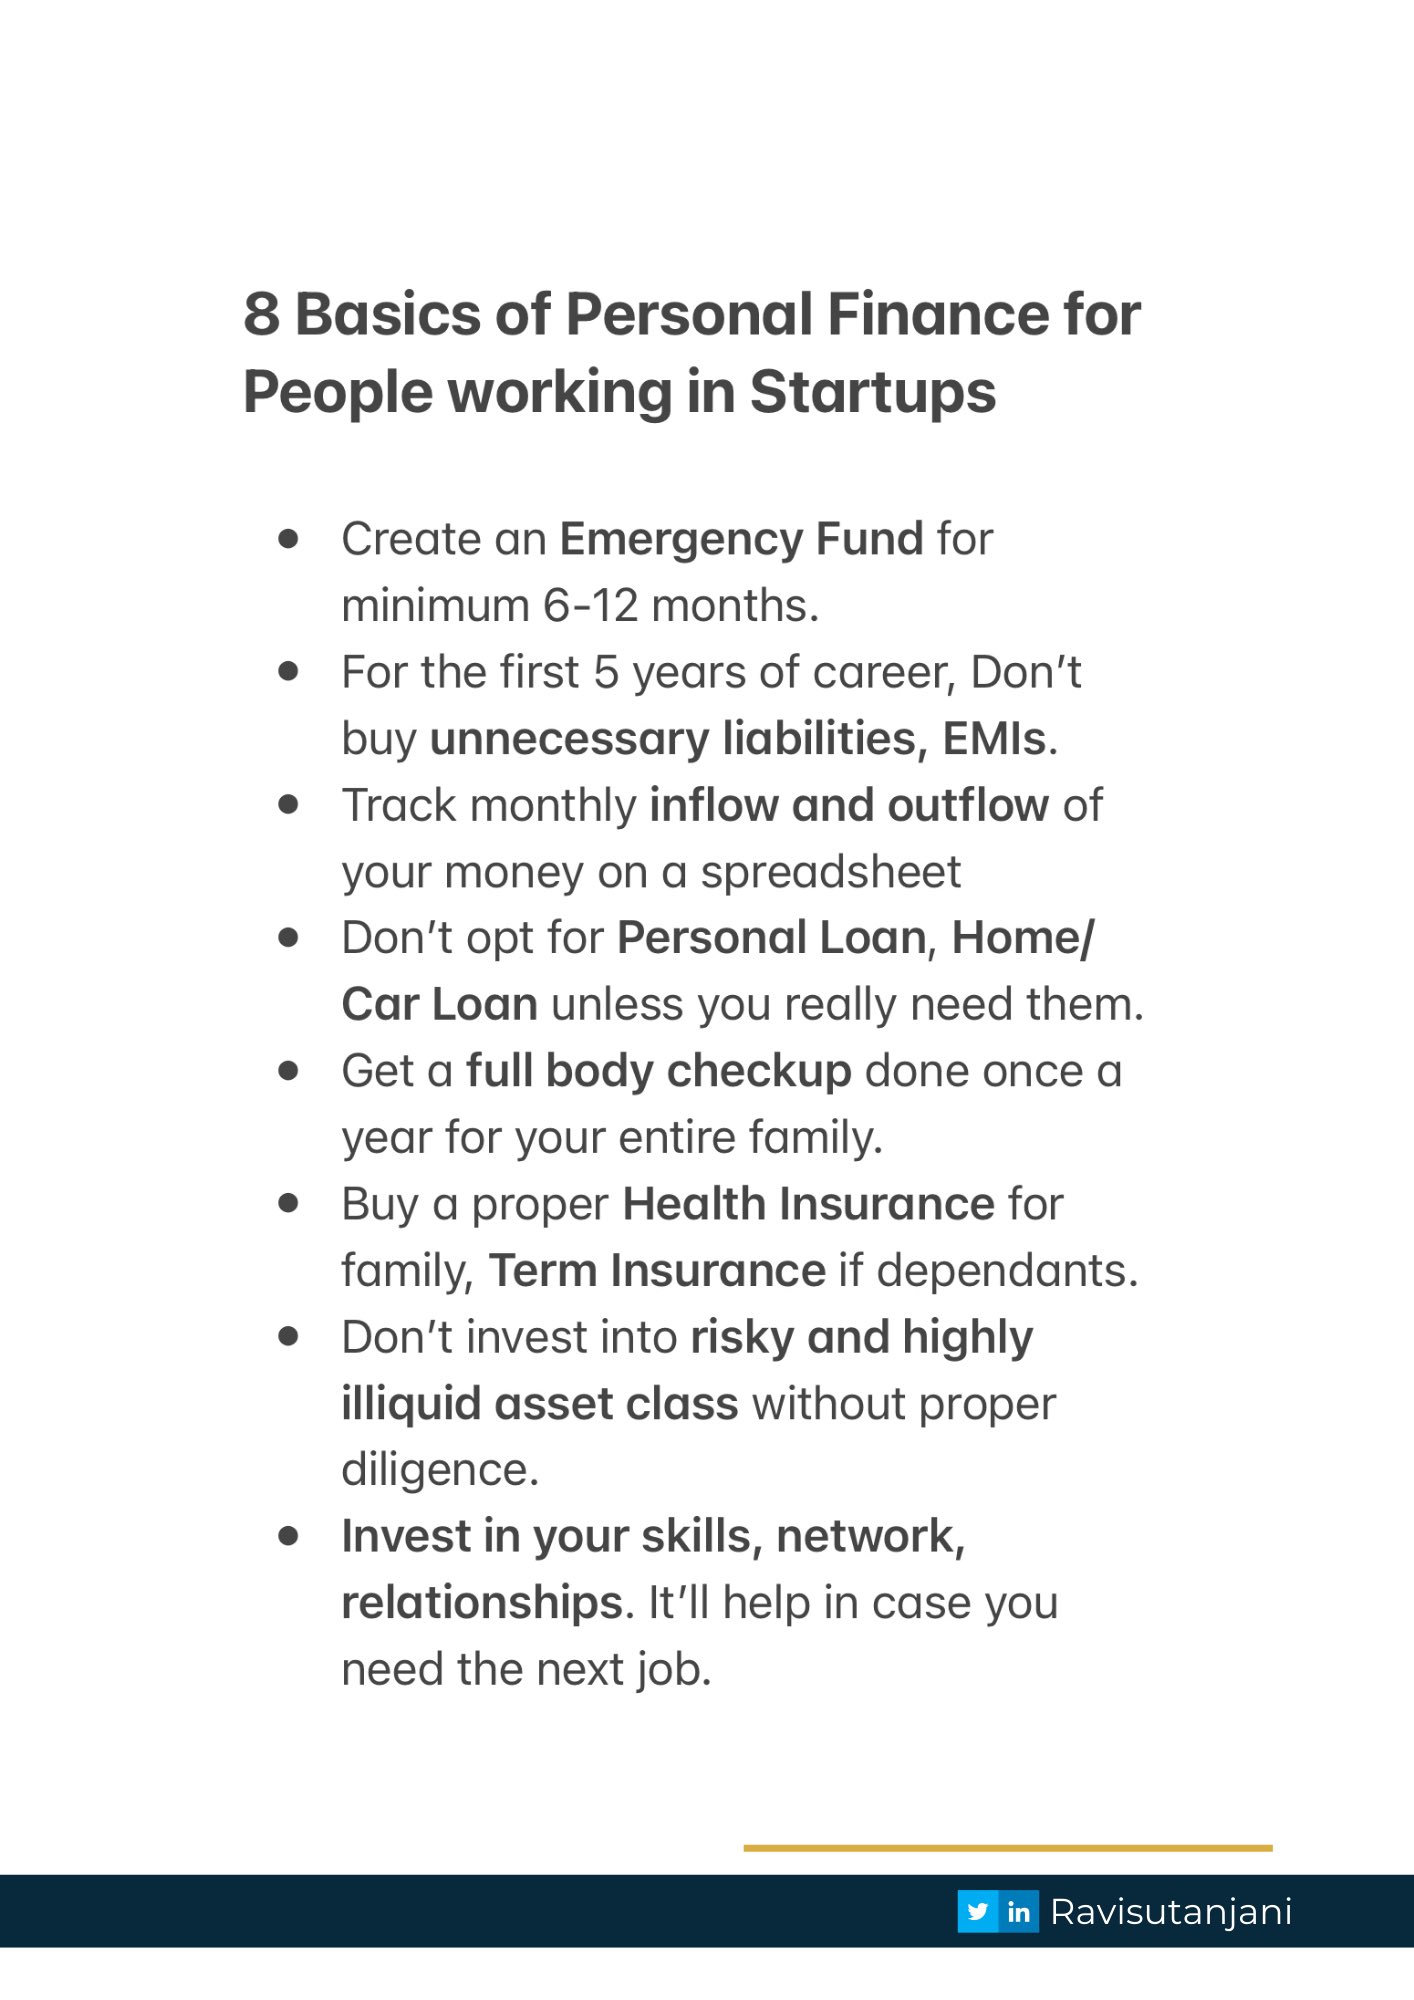 8 Basics of Personal Finance for
People working in Startups
● Create an Emergency Fund for
minimum 6-12 months.
● For the first 5 years of career, Don’t
buy unnecessary liabilities, EMIs.
● Track monthly inflow and outflow of
your money on a spreadsheet
● Don’t opt for Personal Loan, Home/
Car Loan unless you really need them.
● Get a full body checkup done once a
year for your entire family.
● Buy a proper Health Insurance for
family, Term Insurance if dependants.
● Don’t invest into risky and highly
illiquid asset class without proper
diligence.
● Invest in your skills, network,
relationships. It’ll help in case you
need the next job.
in Ravisutanjani